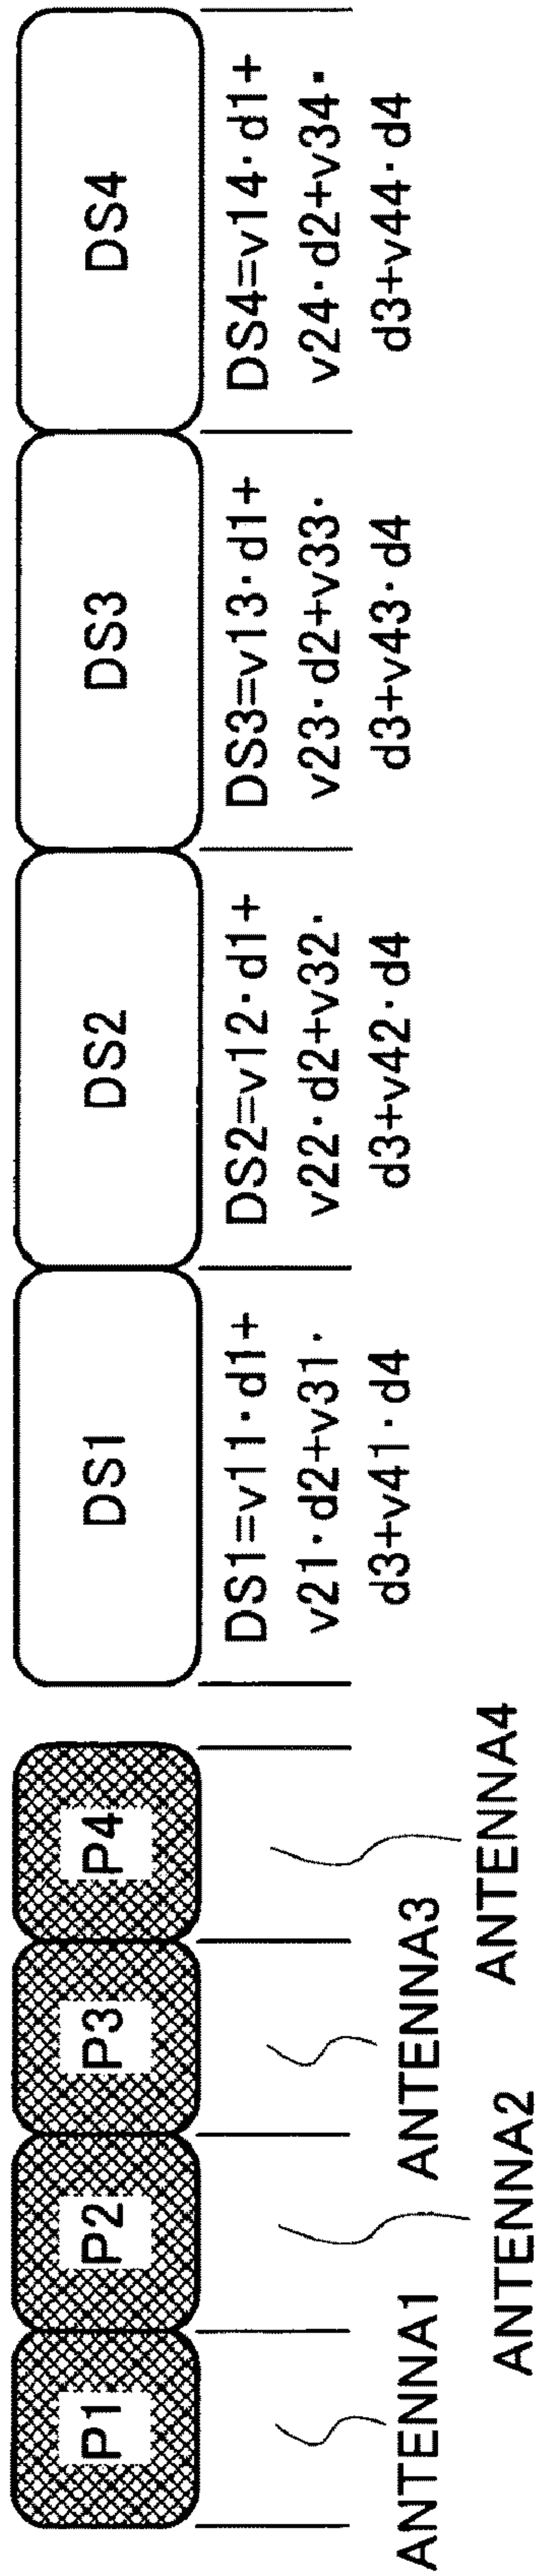 P1
P2
P3
P4
DS1
DS2
DS3
DS4
ANTENNA1
ANTENNA2
ANTENNA3
ANTENNA4
DS1=v11·d1+
v21·d2+v31·
d3+v41·d4
DS2=v12·d1+
v22·d2+v32·
d3+v42·d4
DS3=v13·d1+
v23·d2+v33·
d3+v43·d4
DS4=v14·d1+
v24·d2+v34·
d3+v44·d4